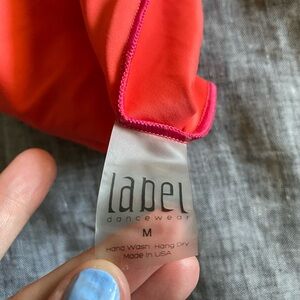 label
dancewear
M
Hand Wash Hang Dry
Made In USA